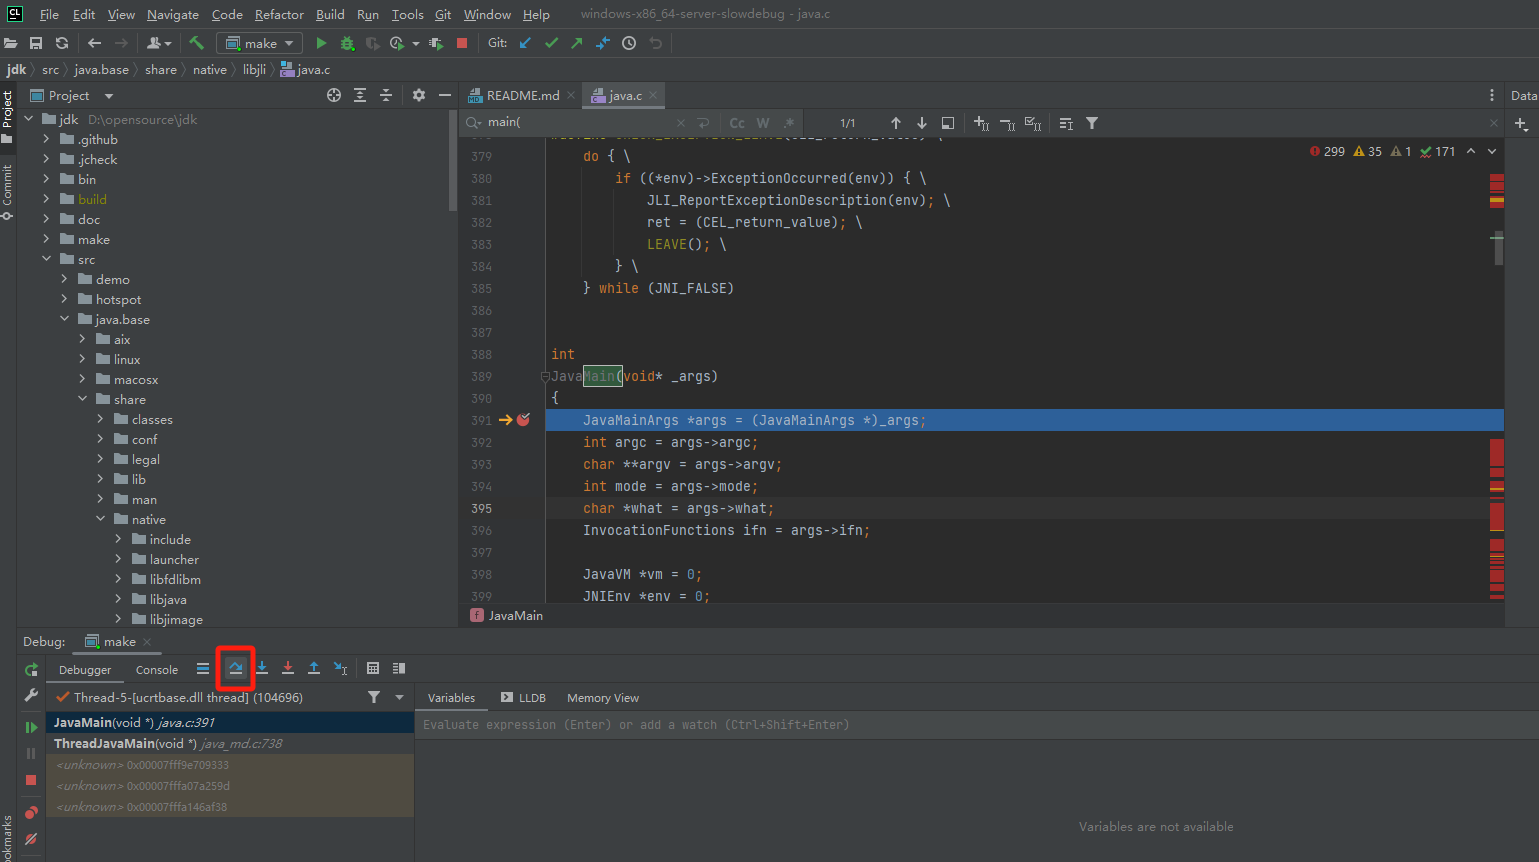 CL File Edit View Navigate Code Refactor Build Run Tools Git Window Help windows-x86_64-server-slowdebug - java.c
make Git:
jdk src java.base share native libjli java.c
Project
README.md
java.c
Data
main(
Cc W .*
1/1
Project
Commit
ookmarks
jdk D:\opensource\jdk
.github
.jcheck
bin
build
doc
make
src
demo
hotspot
java.base
aix
linux
macosx
share
classes
conf
legal
lib
man
native
include
launcher
libfdlibm
libjava
libjimage
299 35 1 171
379 do { \
380 if ((*env)->ExceptionOccurred(env)) { \
381 JLI_ReportExceptionDescription(env); \
382 ret = (CEL_return_value); \
383 LEAVE(); \
384 } \
385 } while (JNI_FALSE)
386
387
388 int
389 JavaMain(void* _args)
390 {
391 JavaMainArgs *args = (JavaMainArgs *)_args;
392 int argc = args->argc;
393 char **argv = args->argv;
394 int mode = args->mode;
395 char *what = args->what;
396 InvocationFunctions ifn = args->ifn;
397
398 JavaVM *vm = 0;
399 JNIEnv *env = 0;
f JavaMain
Debug: make
Debugger Console
Thread-5-[ucrtbase.dll thread] (104696)
JavaMain(void *) java.c:391
ThreadJavaMain(void *) java_md.c:738
<unknown> 0x00007fff9e709333
<unknown> 0x00007fffa07a259d
<unknown> 0x00007fffa146af38
Variables LLDB Memory View
Evaluate expression (Enter) or add a watch (Ctrl+Shift+Enter)
Variables are not available